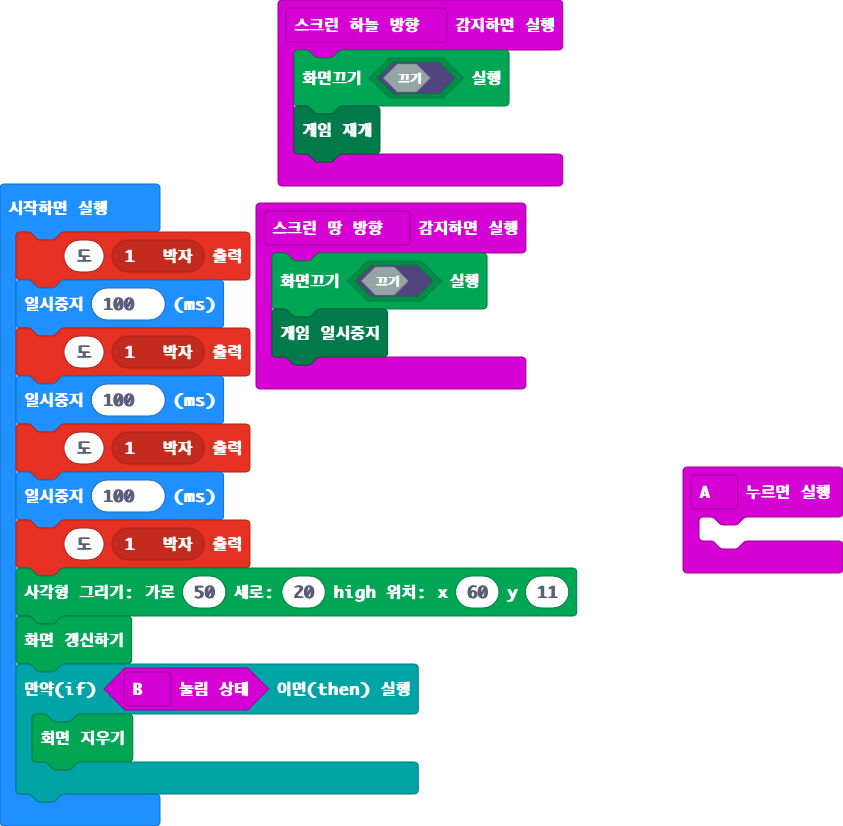 스크린 하늘 방향 감지하면 실행
화면끄기 끄기 실행
게임 재개
시작하면 실행
도 1 박자 출력
일시중지 100 (ms)
도 1 박자 출력
일시중지 100 (ms)
도 1 박자 출력
일시중지 100 (ms)
도 1 박자 출력
사각형 그리기: 가로 50 세로: 20 high 위치: x 60 y 11
화면 갱신하기
만약(if) B 눌림 상태 이면(then) 실행
회면 지우기
스크린 땅 방향 감지하면 실행
화면끄기 끄기 실행
게임 일시중지
A 누르면 실행